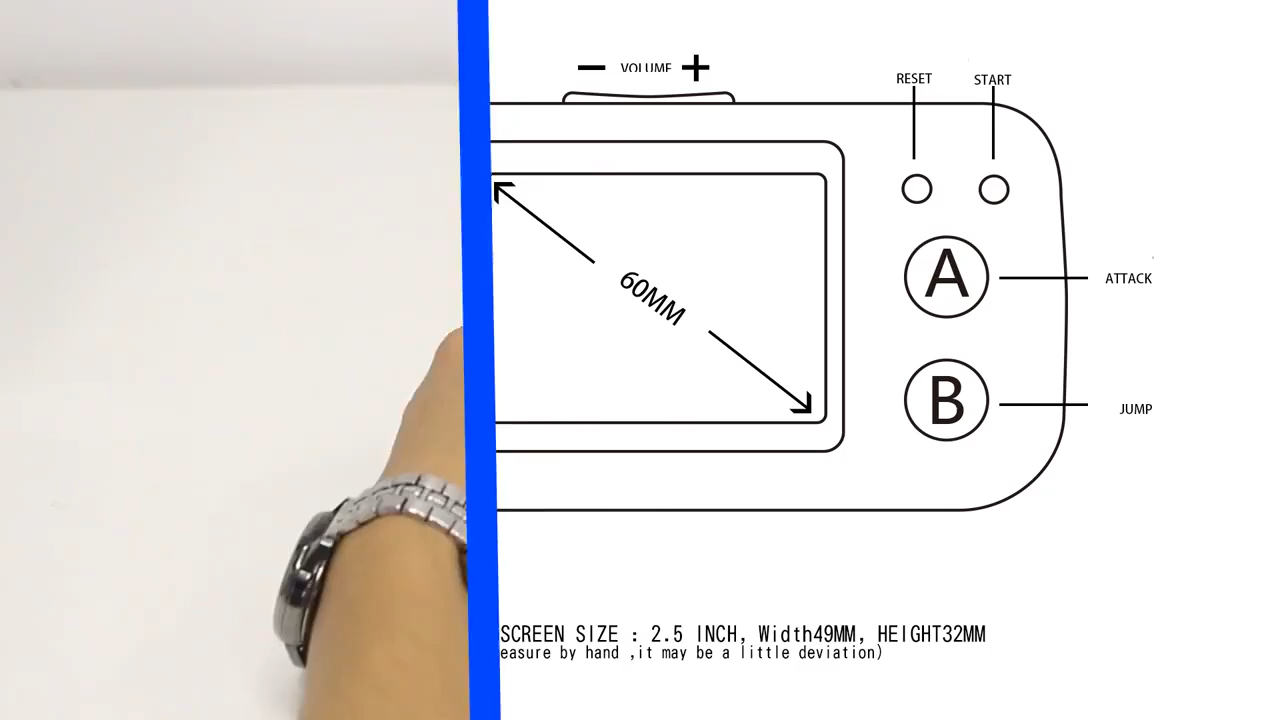 − VOLUME +
RESET
START
A
ATTACK
60MM
B
JUMP
SCREEN SIZE : 2.5 INCH, Width49MM, HEIGHT32MM
by hand ,it may be a little deviation)